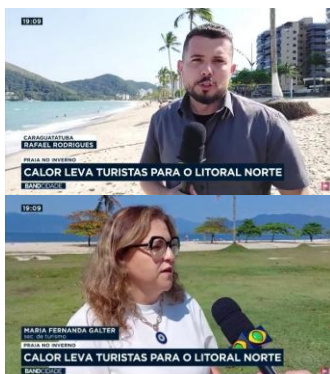 19:09
CARAGUATATUBA
RAFAEL RODRIGUES
PRAIA NO INVERNO
CALOR LEVA TURISTAS PARA O LITORAL NORTE
BANDCIDADE
19:09
MARIA FERNANDA GALTER
sec. de turismo
PRAIA NO INVERNO
CALOR LEVA TURISTAS PARA O LITORAL NORTE
BANDCIDADE